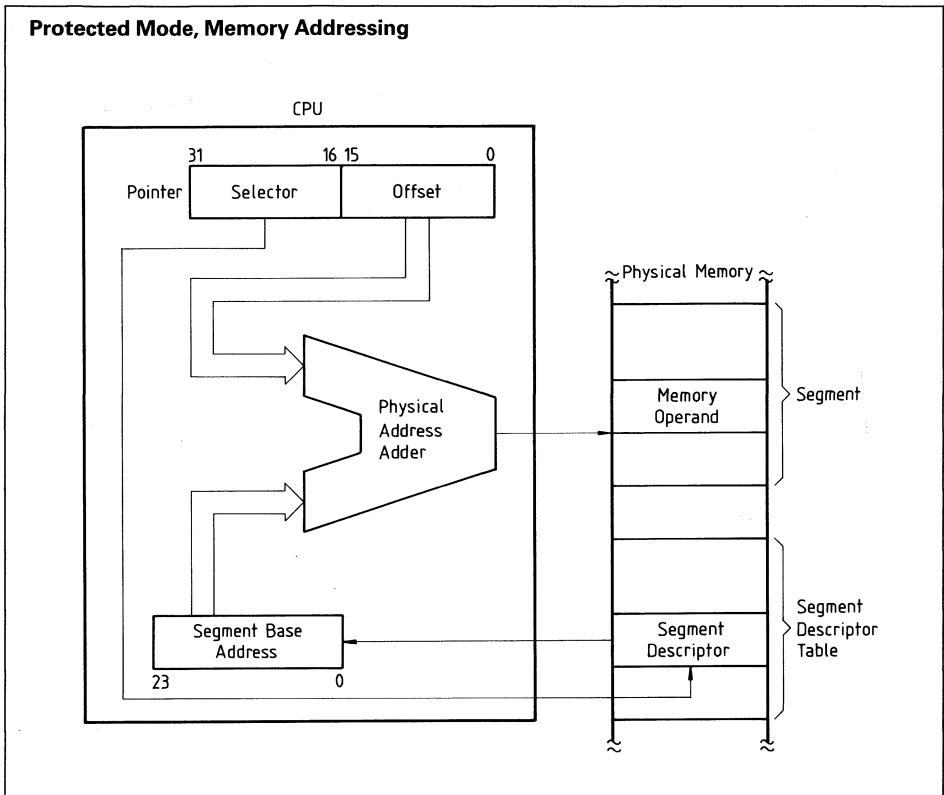 Protected Mode, Memory Addressing
CPU
31 16 15 0
Pointer Selector Offset
Physical Memory
Memory
Operand
Segment
Physical
Address
Adder
Segment Base
Address
23 0
Segment
Descriptor
Segment
Descriptor
Table